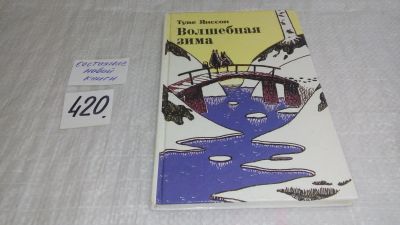 Туве Янссон
Волшебная
зима
состояние
новой
книги
420.